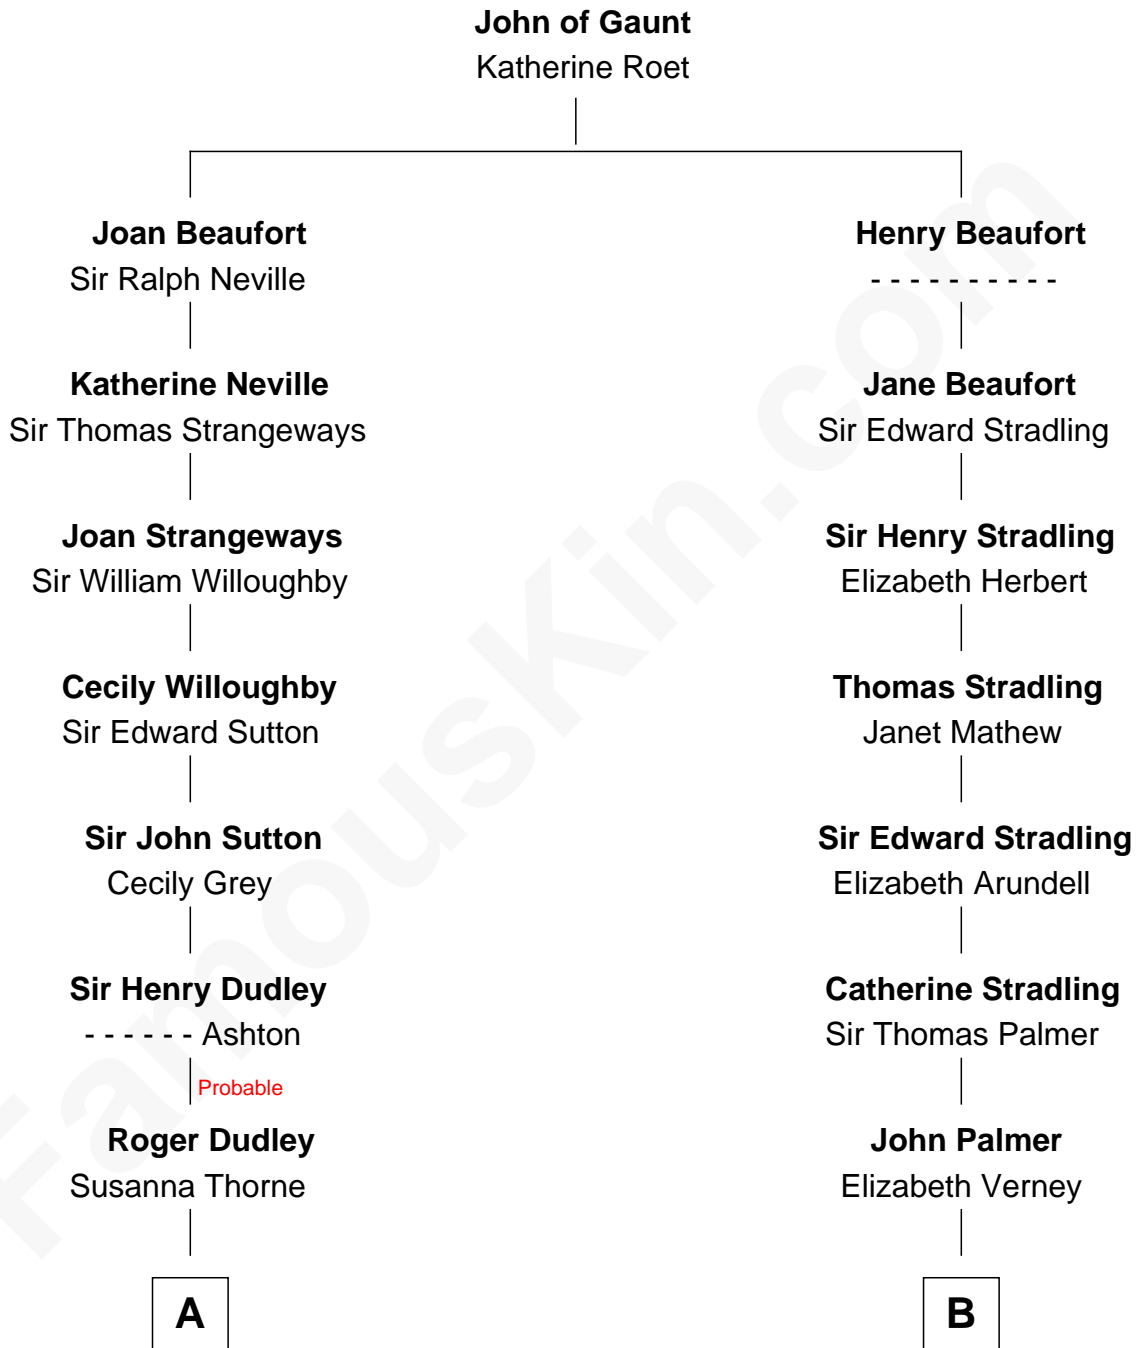 John of Gaunt
Katherine Roet
Joan Beaufort
Sir Ralph Neville
Katherine Neville
Sir Thomas Strangeways
Joan Strangeways
Sir William Willoughby
Cecily Willoughby
Sir Edward Sutton
Sir John Sutton
Cecily Grey
Sir Henry Dudley
- - - - - - Ashton
Probable
Roger Dudley
Susanna Thorne
A
Henry Beaufort
- - - - - - - - - -
Jane Beaufort
Sir Edward Stradling
Sir Henry Stradling
Elizabeth Herbert
Thomas Stradling
Janet Mathew
Sir Edward Stradling
Elizabeth Arundell
Catherine Stradling
Sir Thomas Palmer
John Palmer
Elizabeth Verney
B
FamousKin.com